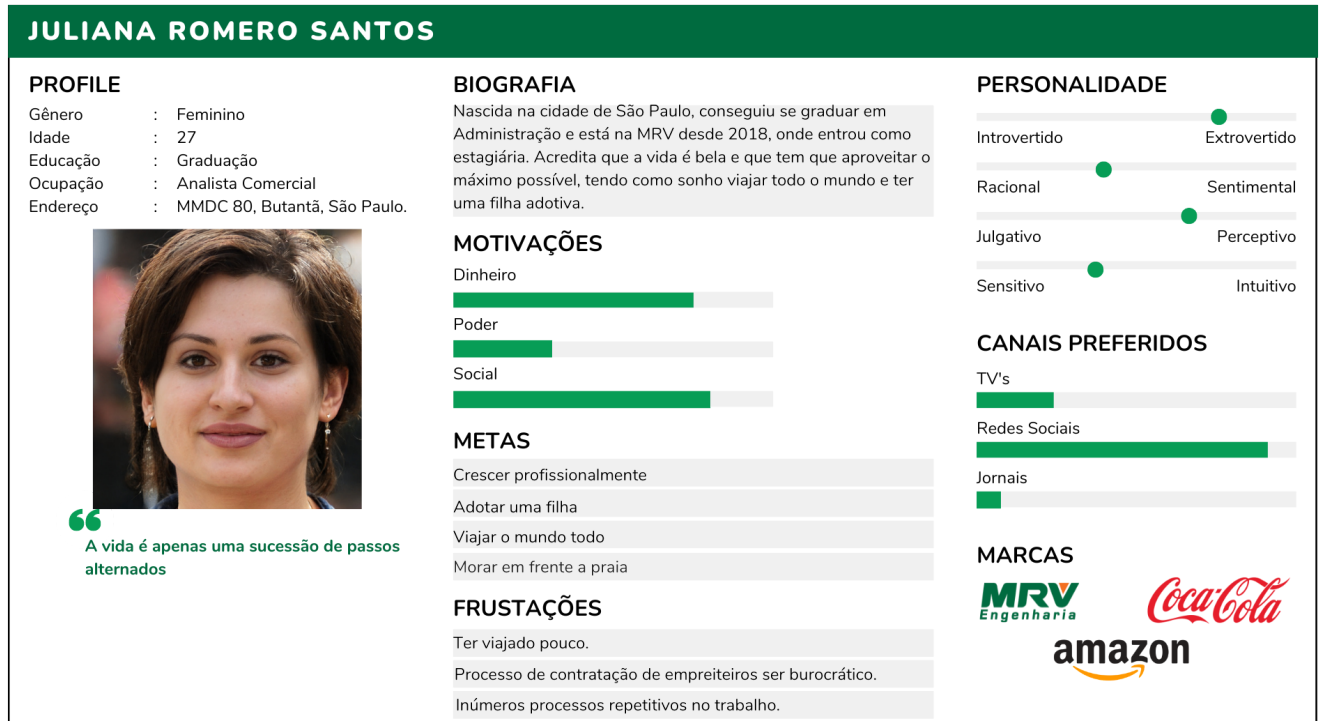 JULIANA ROMERO SANTOS
PROFILE
Gênero : Feminino
Idade : 27
Educação : Graduação
Ocupação : Analista Comercial
Endereço : MMDC 80, Butantã, São Paulo.
“
A vida é apenas uma sucessão de passos
alternados
BIOGRAFIA
Nascida na cidade de São Paulo, conseguiu se graduar em
Administração e está na MRV desde 2018, onde entrou como
estagiária. Acredita que a vida é bela e que tem que aproveitar o
máximo possível, tendo como sonho viajar todo o mundo e ter
uma filha adotiva.
MOTIVAÇÕES
Dinheiro
Poder
Social
METAS
Crescer profissionalmente
Adotar uma filha
Viajar o mundo todo
Morar em frente a praia
FRUSTAÇÕES
Ter viajado pouco.
Processo de contratação de empreiteiros ser burocrático.
Inúmeros processos repetitivos no trabalho.
PERSONALIDADE
Introvertido Extrovertido
Racional Sentimental
Julgativo Perceptivo
Sensitivo Intuitivo
CANAIS PREFERIDOS
TV's
Redes Sociais
Jornais
MARCAS
MRV
Engenharia
Coca-Cola
amazon